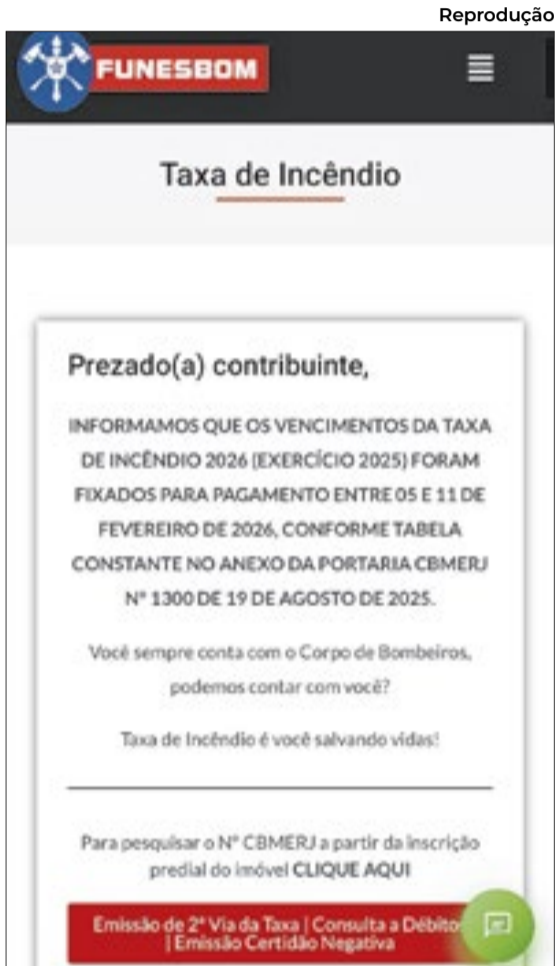 Reprodução
FUNESBOM
Taxa de Incêndio
Prezado(a) contribuinte,
INFORMAMOS QUE OS VENCIMENTOS DA TAXA
DE INCÊNDIO 2026 (EXERCÍCIO 2025) FORAM
FIXADOS PARA PAGAMENTO ENTRE 05 E 11 DE
FEVEREIRO DE 2026, CONFORME TABELA
CONSTANTE NO ANEXO DA PORTARIA CBMERJ
Nº 1300 DE 19 DE AGOSTO DE 2025.
Você sempre conta com o Corpo de Bombeiros,
podemos contar com você?
Taxa de Incêndio é você salvando vidas!
Para pesquisar o Nº CBMERJ a partir da inscrição
predial do imóvel CLIQUE AQUI
Emissão de 2ª Via da Taxa | Consulta a Débito
| Emissão Certidão Negativa